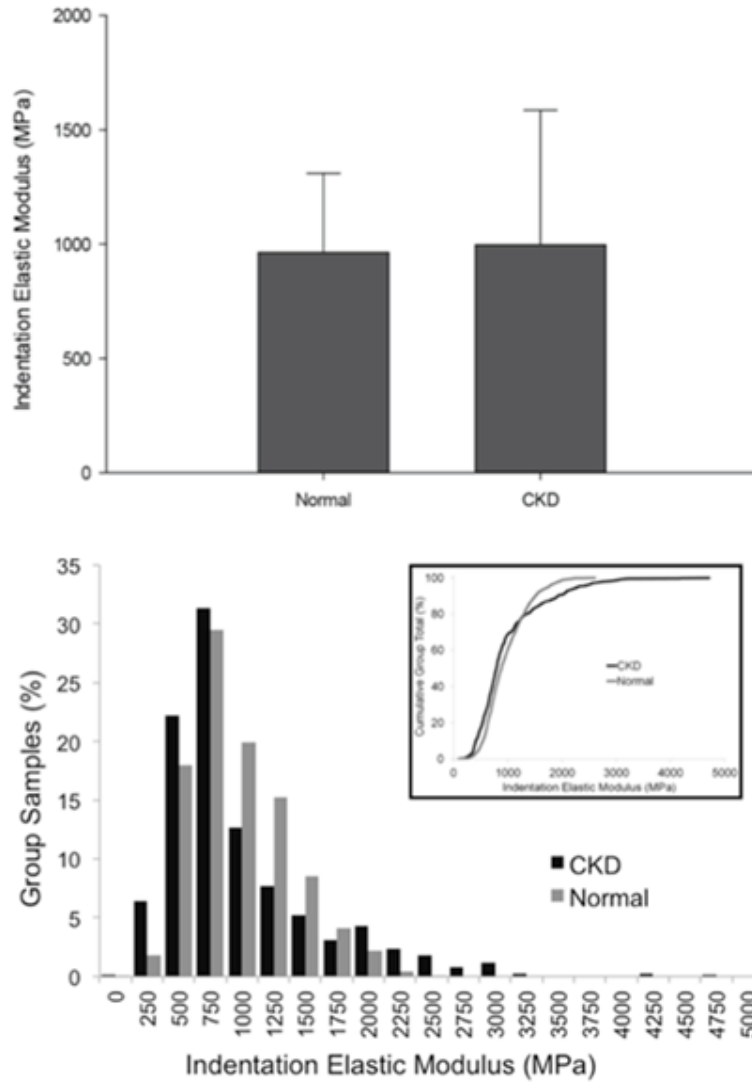 2000
1500
1000
500
0
Indentation Elastic Modulus (MPa)
Normal
CKD
35
30
25
20
15
10
5
0
Group Samples (%)
100
80
60
40
20
0
Cumulative Group Total (%)
CKD
Normal
0 1000 2000 3000 4000 5000
Indentation Elastic Modulus (MPa)
CKD
Normal
0 250 500 750 1000 1250 1500 1750 2000 2250 2500 2750 3000 3250 3500 3750 4000 4250 4750 5000
Indentation Elastic Modulus (MPa)